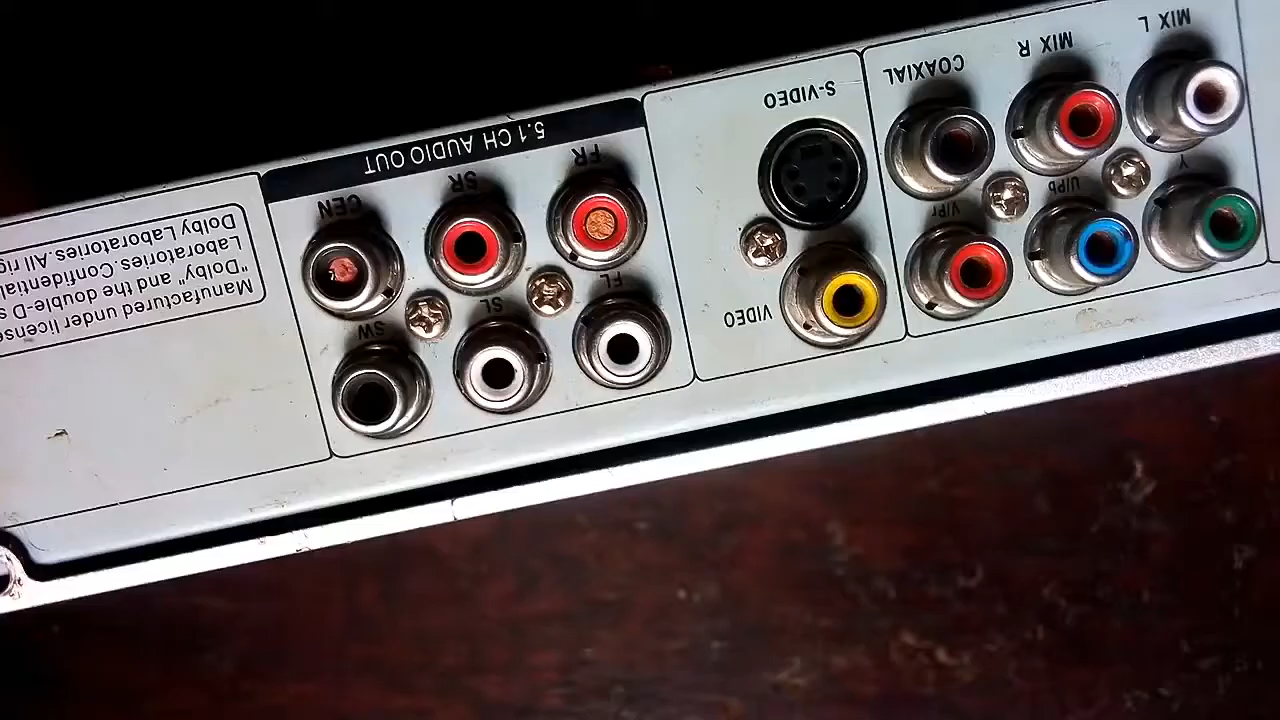 MIX L
MIX R
COAXIAL
Y
U/Pb
V/Pr
S-VIDEO
VIDEO
5.1 CH AUDIO OUT
FR
SR
CEN
FL
SL
SW
Manufactured under license
"Dolby" and the double-D s
Laboratories. Confidential
Dolby Laboratories. All rig